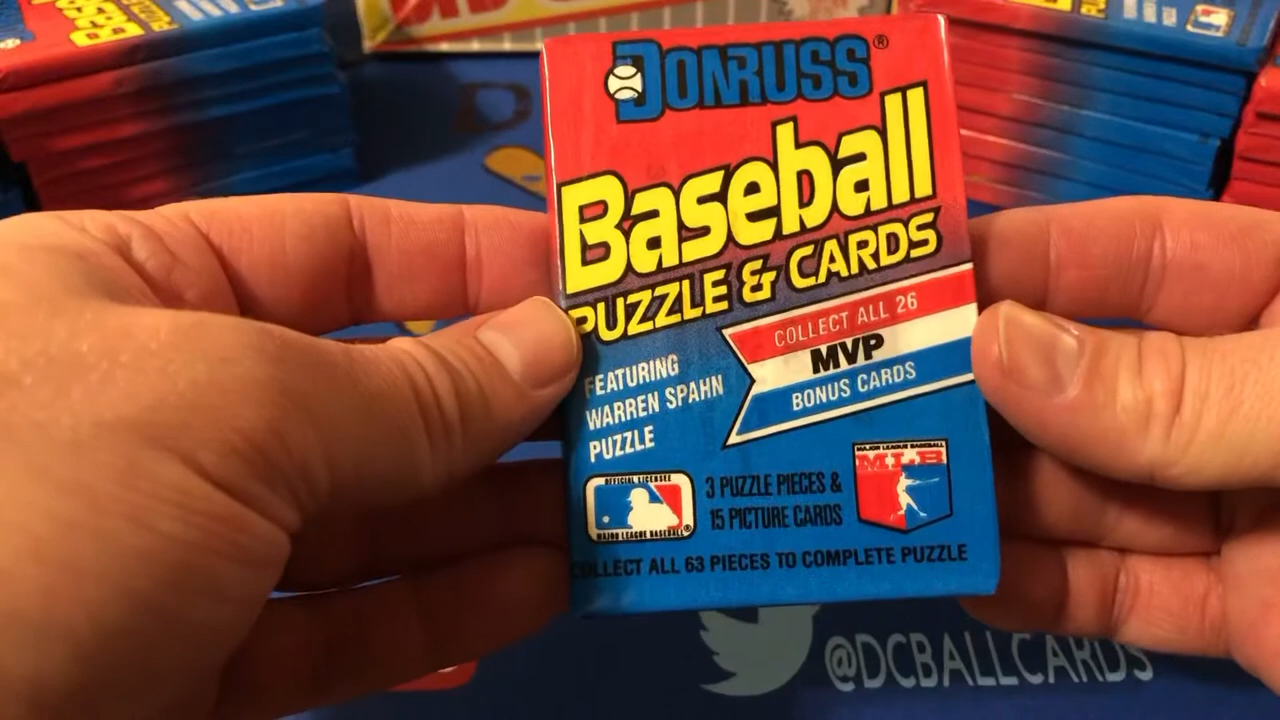 DONRUSS®
Baseball
PUZZLE & CARDS
COLLECT ALL 26
MVP
BONUS CARDS
FEATURING
WARREN SPAHN
PUZZLE
OFFICIAL LICENSEE
MAJOR LEAGUE BASEBALL®
3 PUZZLE PIECES &
15 PICTURE CARDS
MAJOR LEAGUE BASEBALL
MLB
COLLECT ALL 63 PIECES TO COMPLETE PUZZLE
@DCBALLCARDS